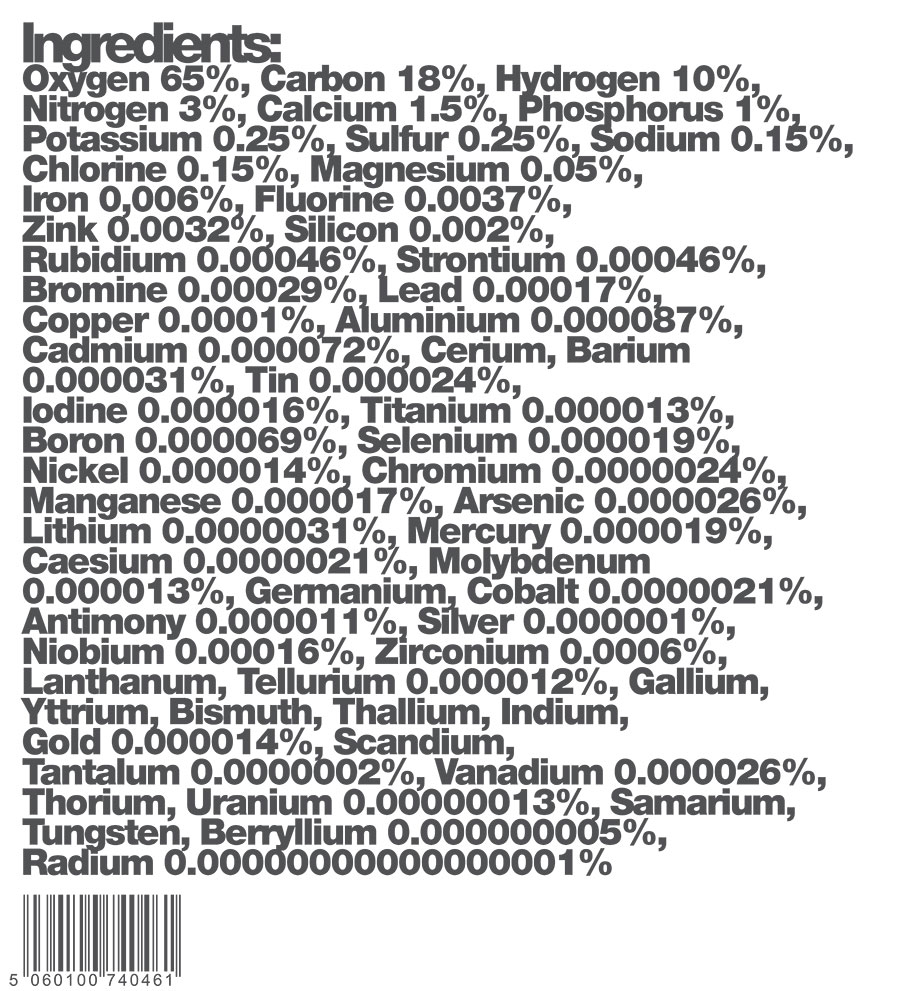 Ingredients:
Oxygen 65%, Carbon 18%, Hydrogen 10%,
Nitrogen 3%, Calcium 1.5%, Phosphorus 1%,
Potassium 0.25%, Sulfur 0.25%, Sodium 0.15%,
Chlorine 0.15%, Magnesium 0.05%,
Iron 0,006%, Fluorine 0.0037%,
Zink 0.0032%, Silicon 0.002%,
Rubidium 0.00046%, Strontium 0.00046%,
Bromine 0.00029%, Lead 0.00017%,
Copper 0.0001%, Aluminium 0.000087%,
Cadmium 0.000072%, Cerium, Barium
0.000031%, Tin 0.000024%,
Iodine 0.000016%, Titanium 0.000013%,
Boron 0.000069%, Selenium 0.000019%,
Nickel 0.000014%, Chromium 0.0000024%,
Manganese 0.000017%, Arsenic 0.000026%,
Lithium 0.0000031%, Mercury 0.000019%,
Caesium 0.0000021%, Molybdenum
0.000013%, Germanium, Cobalt 0.0000021%,
Antimony 0.000011%, Silver 0.000001%,
Niobium 0.00016%, Zirconium 0.0006%,
Lanthanum, Tellurium 0.000012%, Gallium,
Yttrium, Bismuth, Thallium, Indium,
Gold 0.000014%, Scandium,
Tantalum 0.0000002%, Vanadium 0.000026%,
Thorium, Uranium 0.00000013%, Samarium,
Tungsten, Berryllium 0.000000005%,
Radium 0.00000000000000001%
5 060100 740461